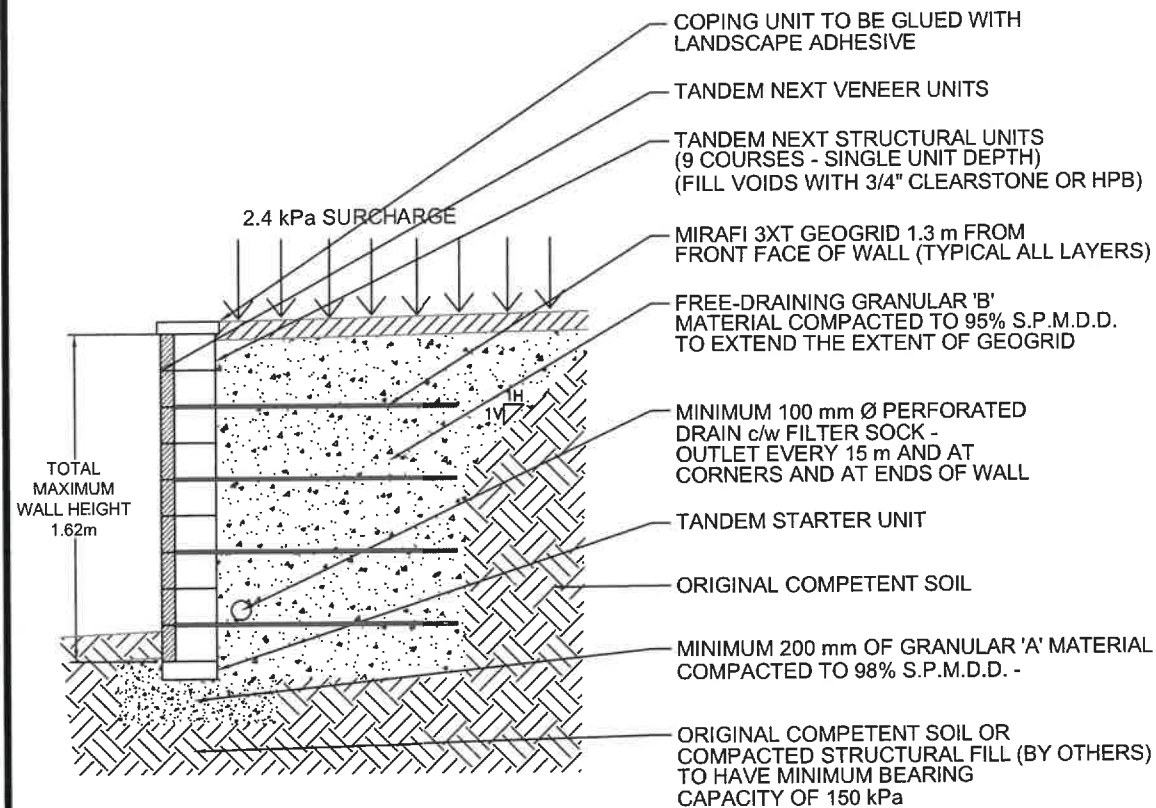 COPING UNIT TO BE GLUED WITH
LANDSCAPE ADHESIVE
TANDEM NEXT VENEER UNITS
TANDEM NEXT STRUCTURAL UNITS
(9 COURSES - SINGLE UNIT DEPTH)
(FILL VOIDS WITH 3/4" CLEARSTONE OR HPB)
2.4 kPa SURCHARGE
MIRAFI 3XT GEOGRID 1.3 m FROM
FRONT FACE OF WALL (TYPICAL ALL LAYERS)
FREE-DRAINING GRANULAR 'B'
MATERIAL COMPACTED TO 95% S.P.M.D.D.
TO EXTEND THE EXTENT OF GEOGRID
1H
1V
MINIMUM 100 mm Ø PERFORATED
DRAIN c/w FILTER SOCK -
OUTLET EVERY 15 m AND AT
CORNERS AND AT ENDS OF WALL
TOTAL
MAXIMUM
WALL HEIGHT
1.62m
TANDEM STARTER UNIT
ORIGINAL COMPETENT SOIL
MINIMUM 200 mm OF GRANULAR 'A' MATERIAL
COMPACTED TO 98% S.P.M.D.D. -
ORIGINAL COMPETENT SOIL OR
COMPACTED STRUCTURAL FILL (BY OTHERS)
TO HAVE MINIMUM BEARING
CAPACITY OF 150 kPa